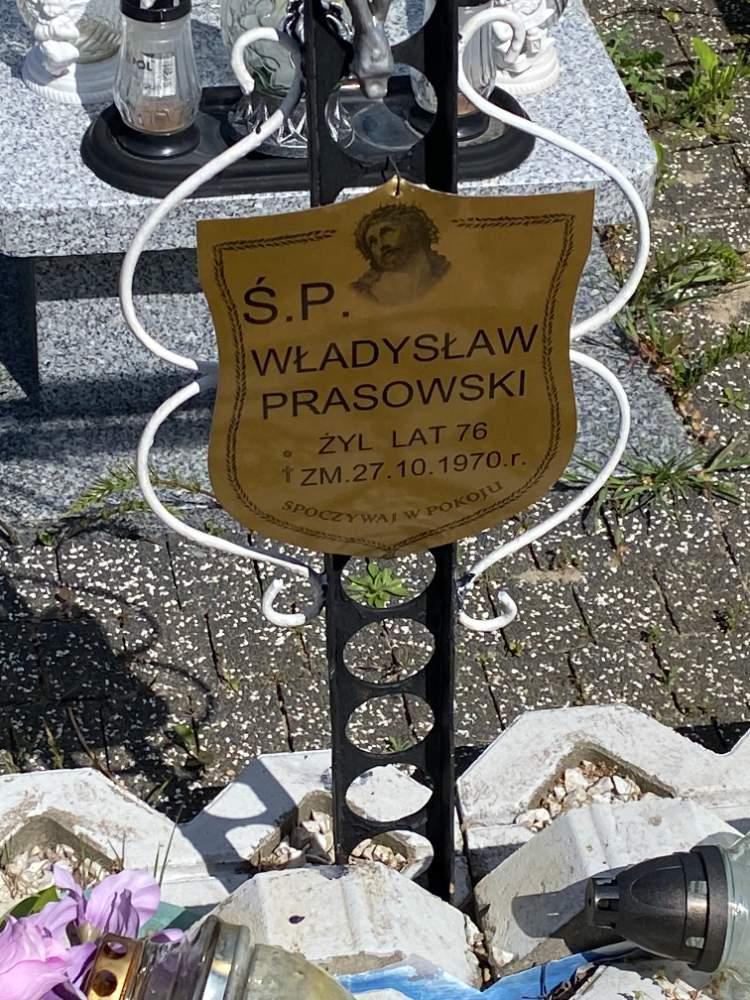 Ś.P.
WŁADYSŁAW
PRASOWSKI
ŻYL LAT 76
† ZM.27.10.1970.r.
SPOCZYWAJ W POKOJU